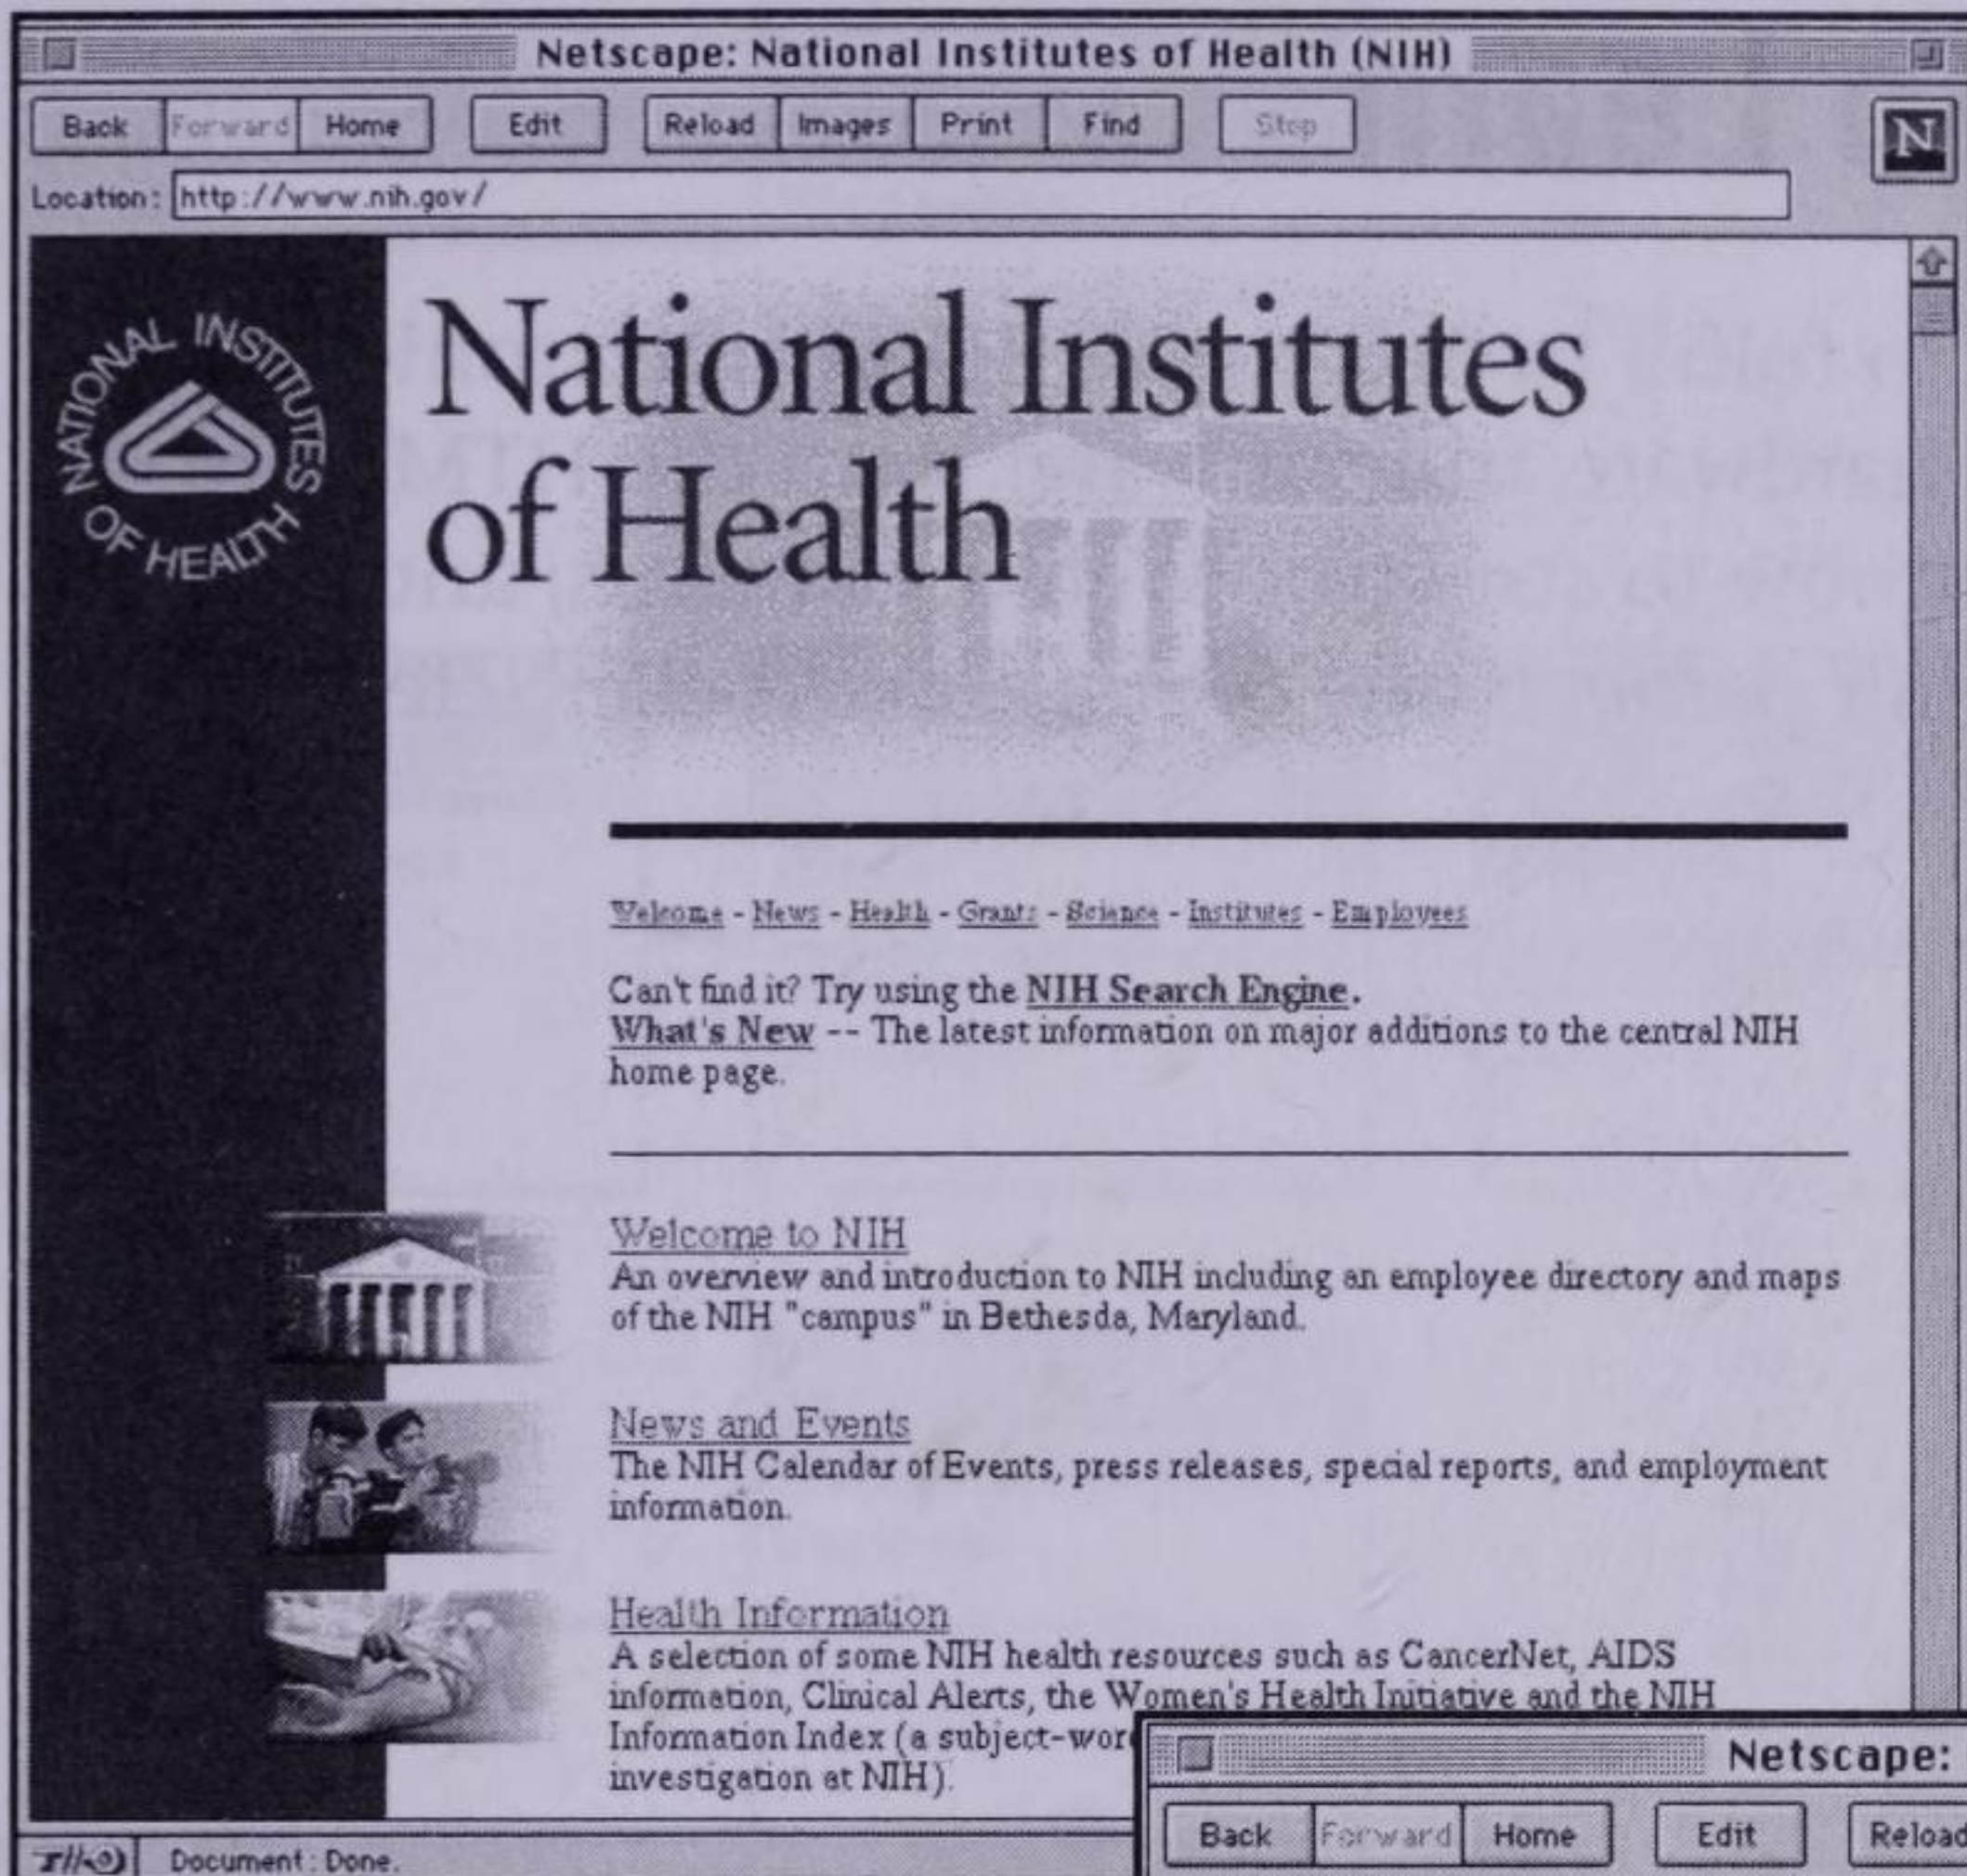 Netscape: National Institutes of Health (NIH)
Back Forward Home Edit Reload Images Print Find Stop
N
Location: http://www.nih.gov/
NATIONAL INSTITUTES
OF HEALTH
National Institutes
of Health
Welcome - News - Health - Grants - Science - Institutes - Employees
Can't find it? Try using the NIH Search Engine.
What's New -- The latest information on major additions to the central NIH
home page.
Welcome to NIH
An overview and introduction to NIH including an employee directory and maps
of the NIH "campus" in Bethesda, Maryland.
News and Events
The NIH Calendar of Events, press releases, special reports, and employment
information.
Health Information
A selection of some NIH health resources such as CancerNet, AIDS
information, Clinical Alerts, the Women's Health Initiative and the NIH
Information Index (a subject-wor
investigation at NIH).
Document: Done.
Netscape:
Back Forward Home Edit Reload